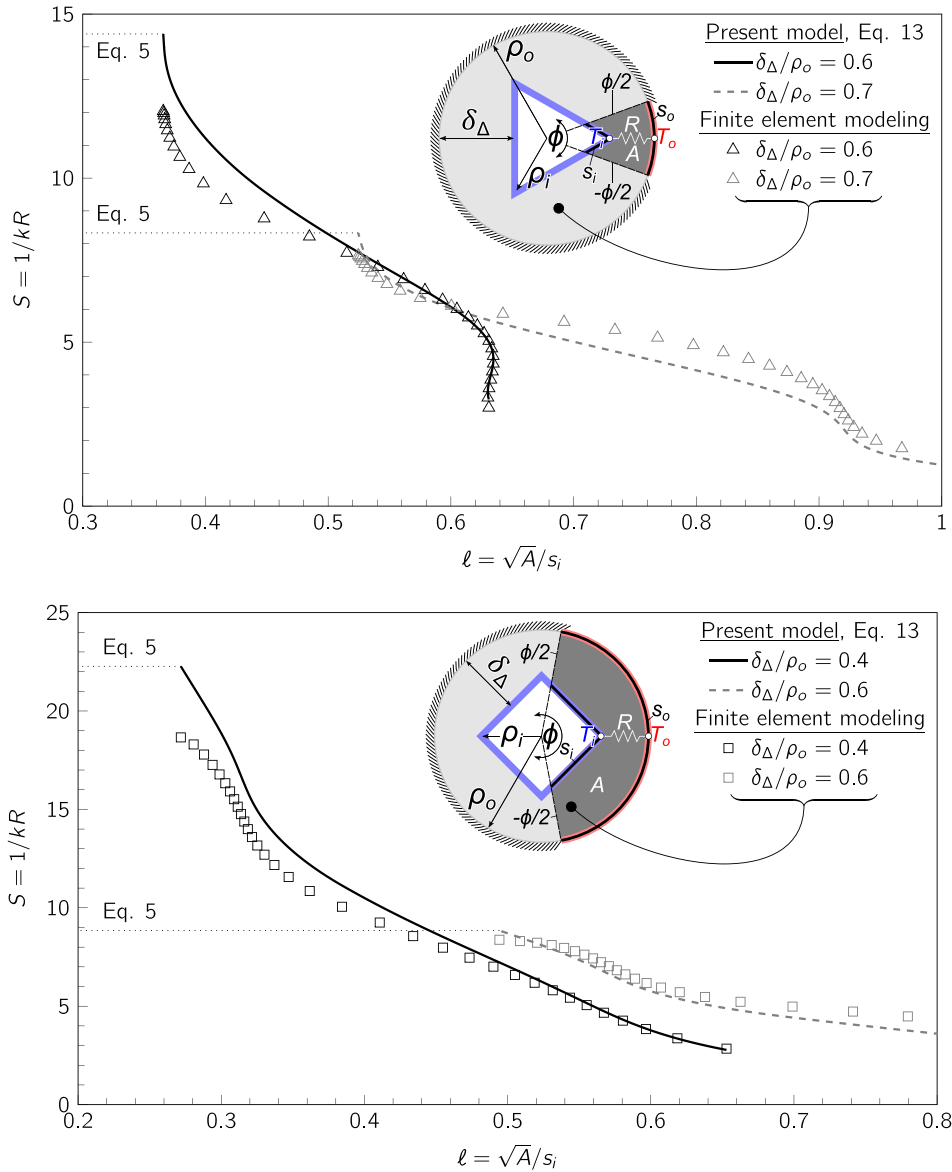 15
10
5
0
0.3
0.4
0.5
0.6
0.7
0.8
0.9
1
S = 1/kR
ℓ = √A/sᵢ
Eq. 5
Eq. 5
Present model, Eq. 13
δΔ/ρₒ = 0.6
δΔ/ρₒ = 0.7
Finite element modeling
δΔ/ρₒ = 0.6
δΔ/ρₒ = 0.7
ρₒ
δΔ
ρᵢ
ϕ
ϕ/2
-ϕ/2
sᵢ
sₒ
Tᵢ
Tₒ
R
A
25
20
15
10
5
0
0.2
0.3
0.4
0.5
0.6
0.7
0.8
S = 1/kR
ℓ = √A/sᵢ
Eq. 5
Eq. 5
Present model, Eq. 13
δΔ/ρₒ = 0.4
δΔ/ρₒ = 0.6
Finite element modeling
δΔ/ρₒ = 0.4
δΔ/ρₒ = 0.6
δΔ
ϕ/2
ρᵢ
ϕ
sᵢ
ρₒ
-ϕ/2
sₒ
Tᵢ
Tₒ
R
A